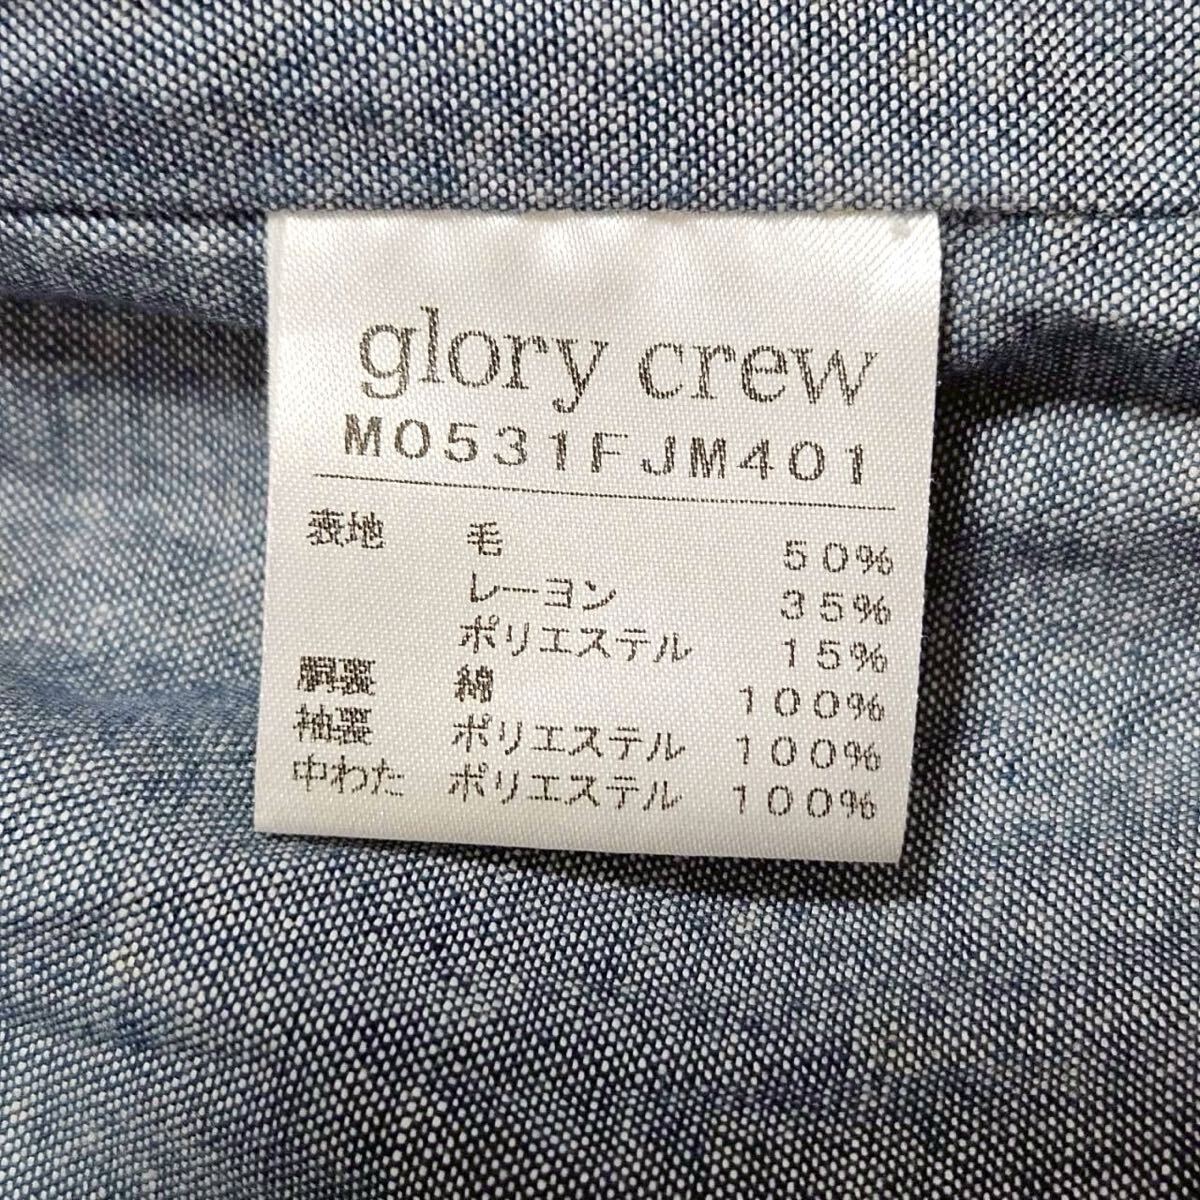 glory crew
M0531FJM401
表地 毛 50%
レーヨン 35%
ポリエステル 15%
胴裏 綿 100%
袖裏 ポリエステル 100%
中わた ポリエステル 100%